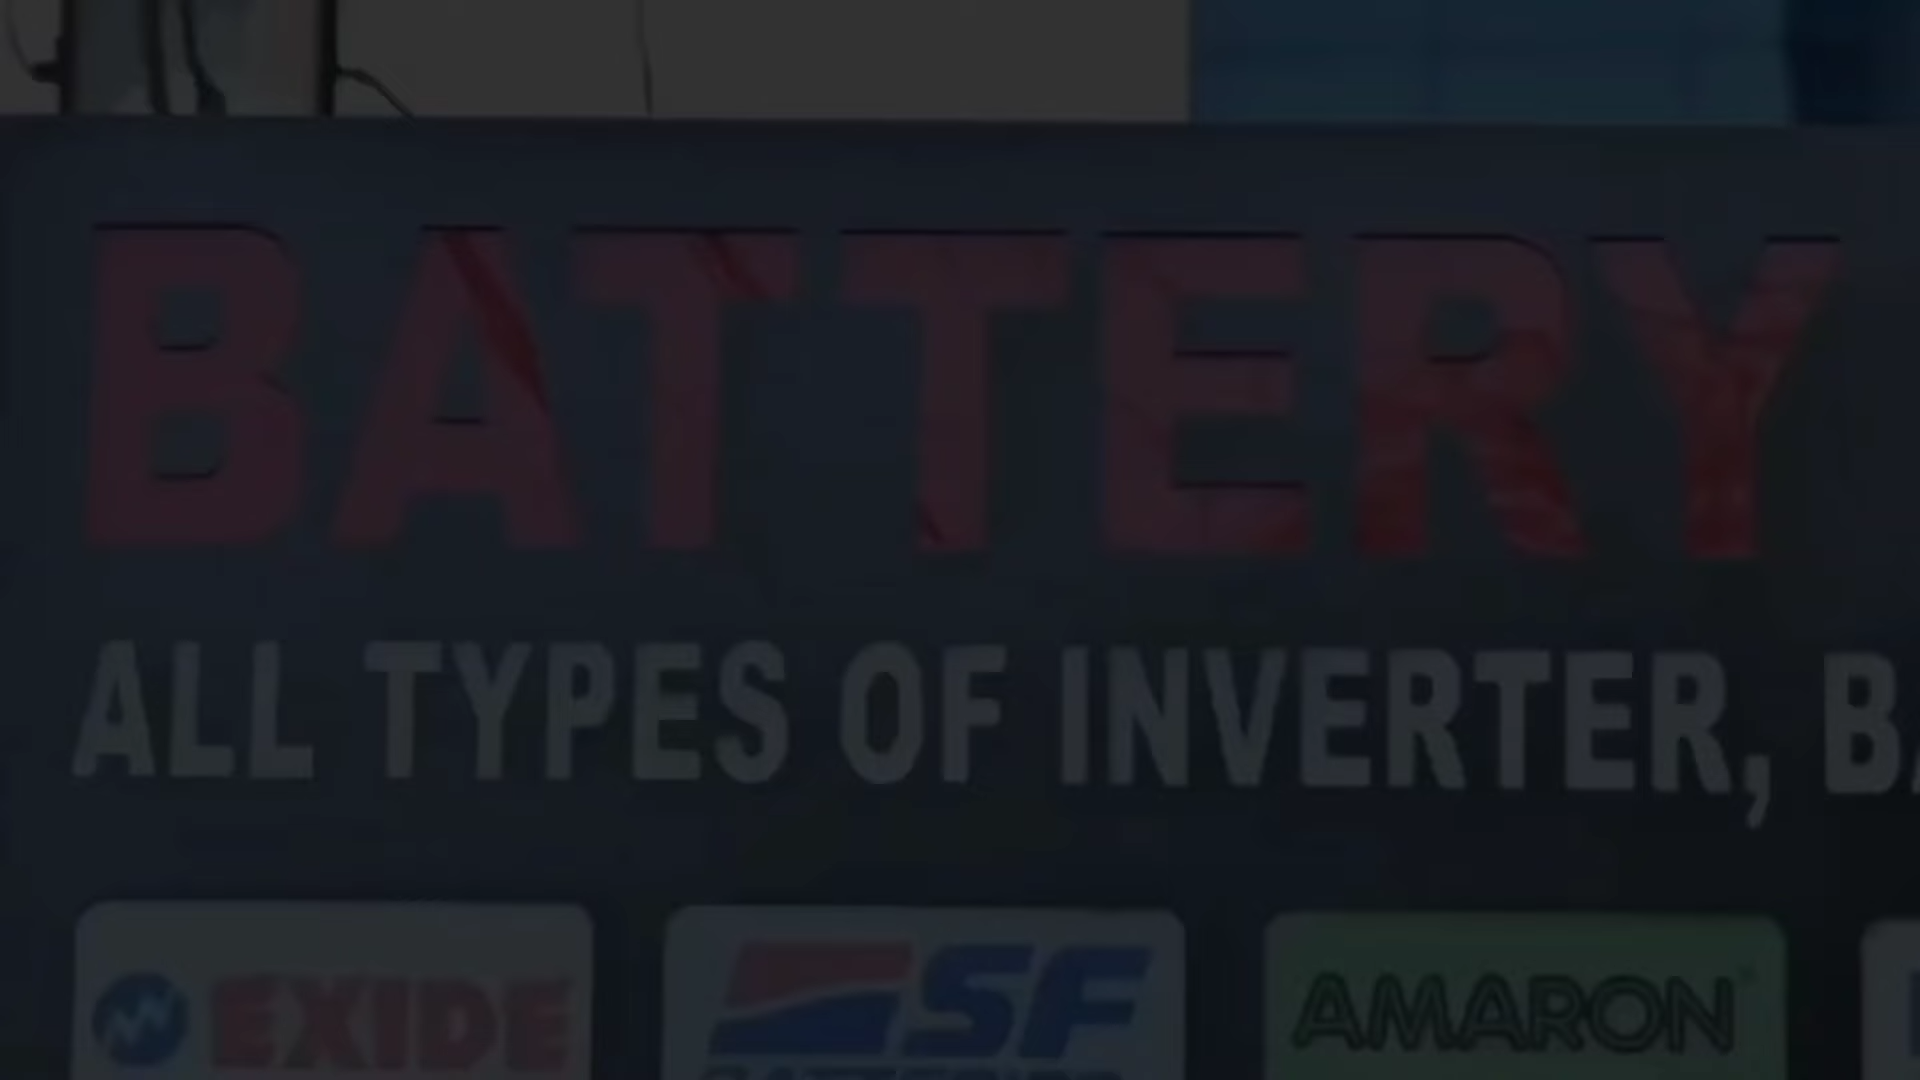 BATTERY
ALL TYPES OF INVERTER,
EXIDE
SF
AMARON